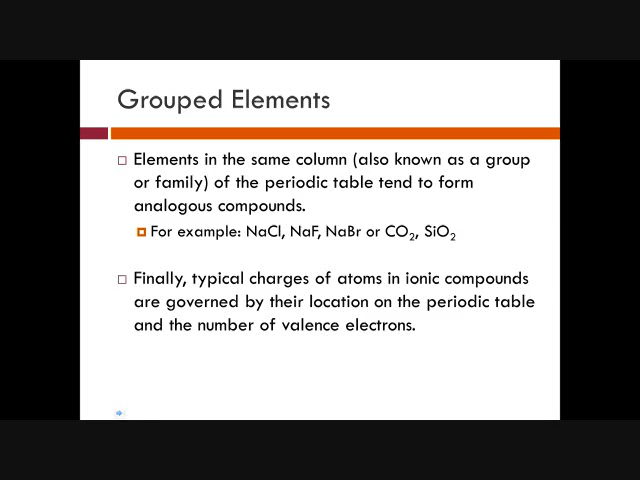 Grouped Elements
Elements in the same column (also known as a group
or family) of the periodic table tend to form
analogous compounds.
For example: NaCl, NaF, NaBr or CO₂, SiO₂
Finally, typical charges of atoms in ionic compounds
are governed by their location on the periodic table
and the number of valence electrons.